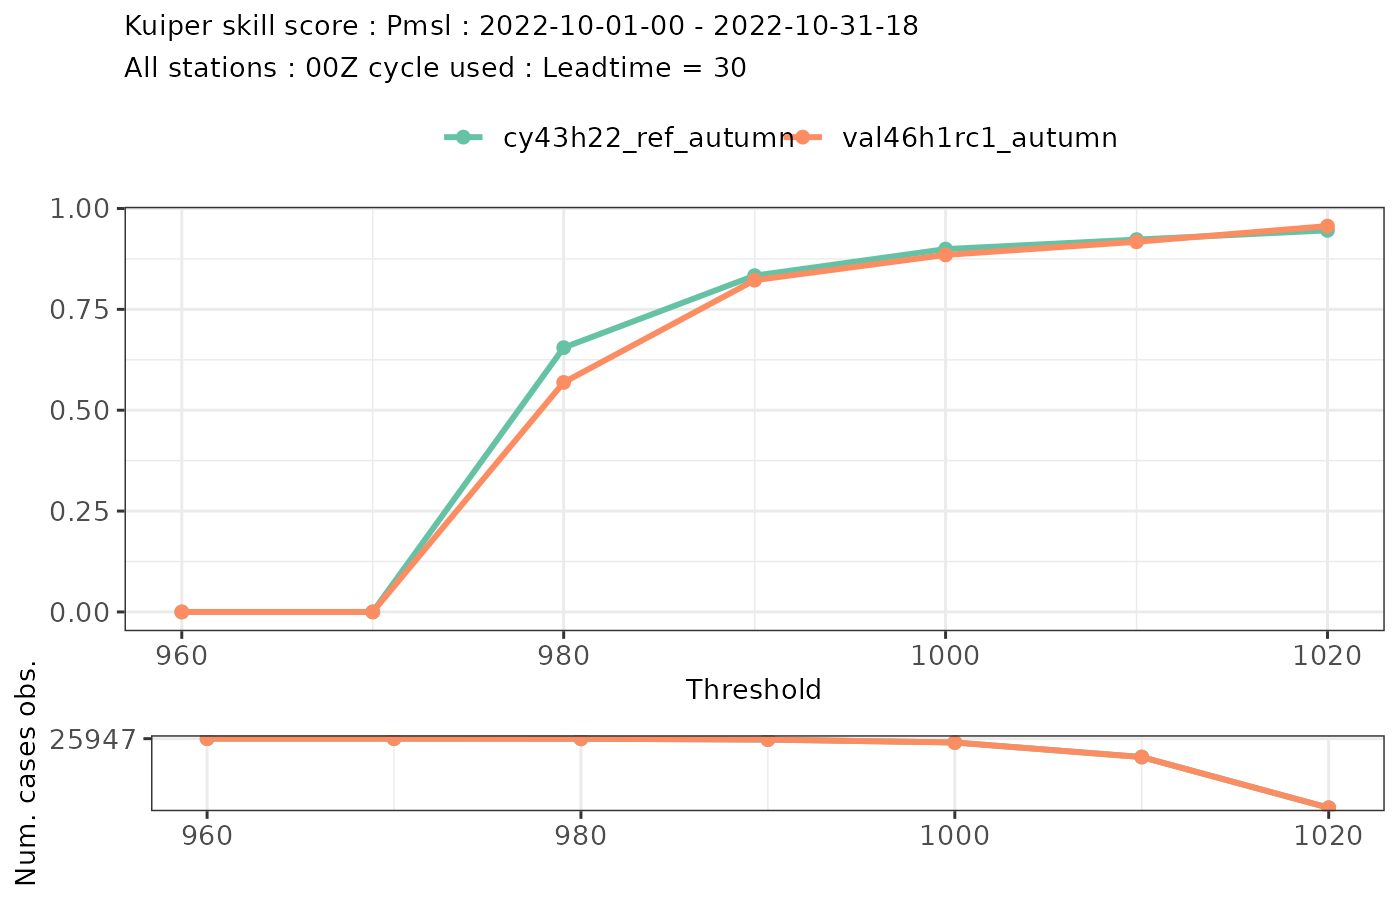 Kuiper skill score : Pmsl : 2022-10-01-00 - 2022-10-31-18
All stations : 00Z cycle used : Leadtime = 30
cy43h22_ref_autumn val46h1rc1_autumn
1.00
0.75
0.50
0.25
0.00
960 980 1000 1020
Threshold
Num. cases obs.
25947
960 980 1000 1020